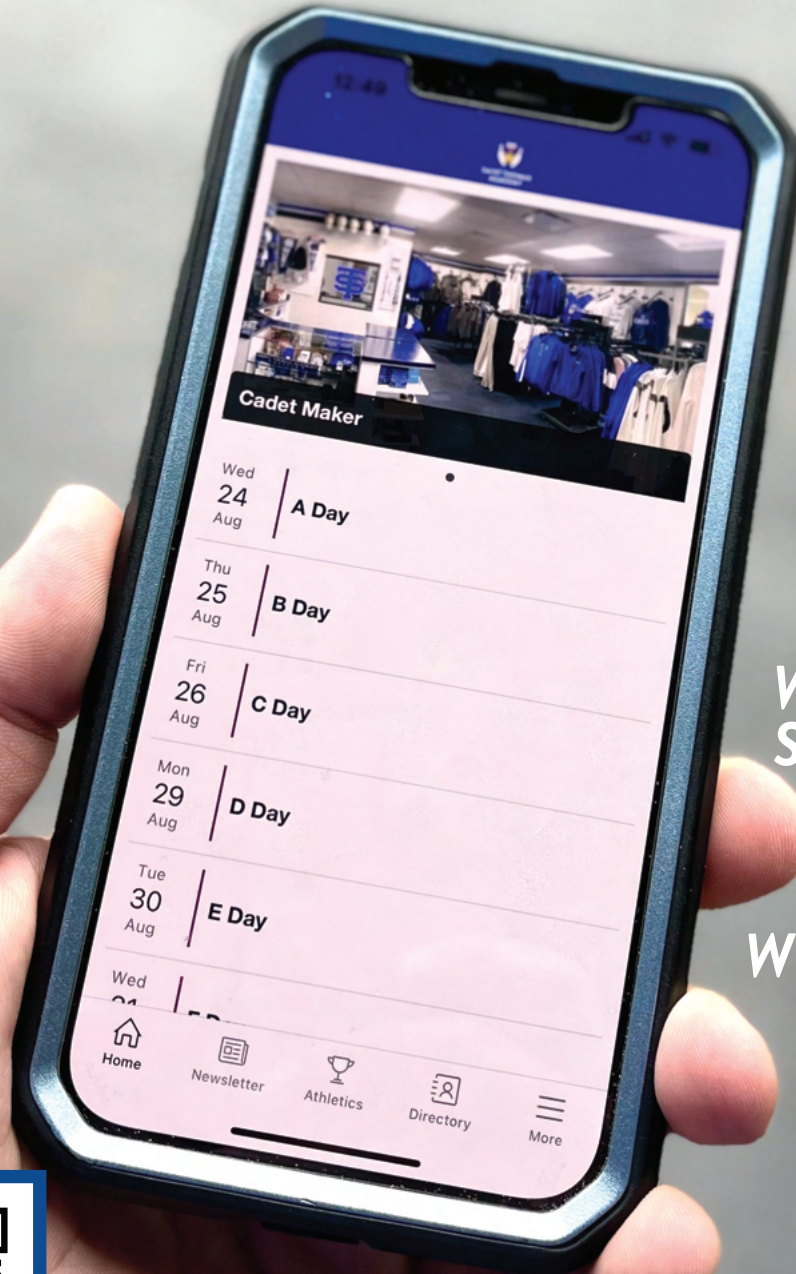 12:49
Cadet Maker
Wed
24
Aug
A Day
Thu
25
Aug
B Day
Fri
26
Aug
C Day
Mon
29
Aug
D Day
Tue
30
Aug
E Day
Wed
Home
Newsletter
Athletics
Directory
More